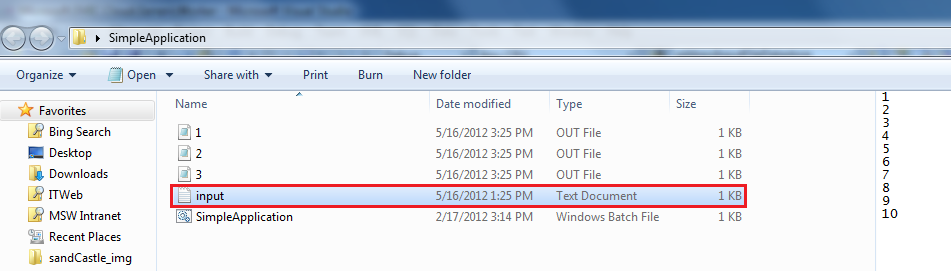 SimpleApplication
Organize Open Share with Print Burn New folder
Favorites
Bing Search
Desktop
Downloads
ITWeb
MSW Intranet
Recent Places
sandCastle_img
Name Date modified Type Size
1 5/16/2012 3:25 PM OUT File 1 KB
2 5/16/2012 3:25 PM OUT File 1 KB
3 5/16/2012 3:25 PM OUT File 1 KB
input 5/16/2012 1:25 PM Text Document 1 KB
SimpleApplication 2/17/2012 3:14 PM Windows Batch File 1 KB
1
2
3
4
5
6
7
8
9
10